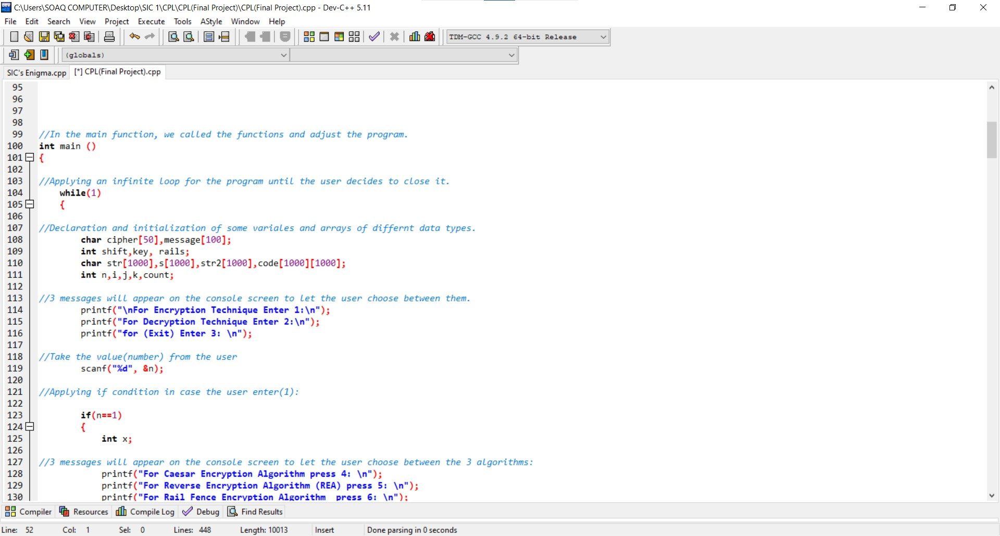 C:\Users\SOAQ COMPUTER\Desktop\SIC 1\CPL\CPL(Final Project)\CPL(Final Project).cpp - Dev-C++ 5.11
File Edit Search View Project Execute Tools AStyle Window Help
TDM-GCC 4.9.2 64-bit Release
(globals)
SIC's Enigma.cpp [*] CPL(Final Project).cpp
95
96
97
98
99 //In the main function, we called the functions and adjust the program.
100 int main ()
101 {
102
103 //Applying an infinite loop for the program until the user decides to close it.
104 while(1)
105 {
106
107 //Declaration and initialization of some variales and arrays of differnt data types.
108 char cipher[50],message[100];
109 int shift,key, rails;
110 char str[1000],s[1000],str2[1000],code[1000][1000];
111 int n,i,j,k,count;
112
113 //3 messages will appear on the console screen to let the user choose between them.
114 printf("\nFor Encryption Technique Enter 1:\n");
115 printf("For Decryption Technique Enter 2:\n");
116 printf("for (Exit) Enter 3: \n");
117
118 //Take the value(number) from the user
119 scanf("%d", &n);
120
121 //Applying if condition in case the user enter(1):
122
123 if(n==1)
124 {
125 int x;
126
127 //3 messages will appear on the console screen to let the user choose between the 3 algorithms:
128 printf("For Caesar Encryption Algorithm press 4: \n");
129 printf("For Reverse Encryption Algorithm (REA) press 5: \n");
130 printf("For Rail Fence Encryption Algorithm  press 6: \n");
Compiler Resources Compile Log Debug Find Results
Line: 52 Col: 1 Sel: 0 Lines: 448 Length: 10013 Insert Done parsing in 0 seconds